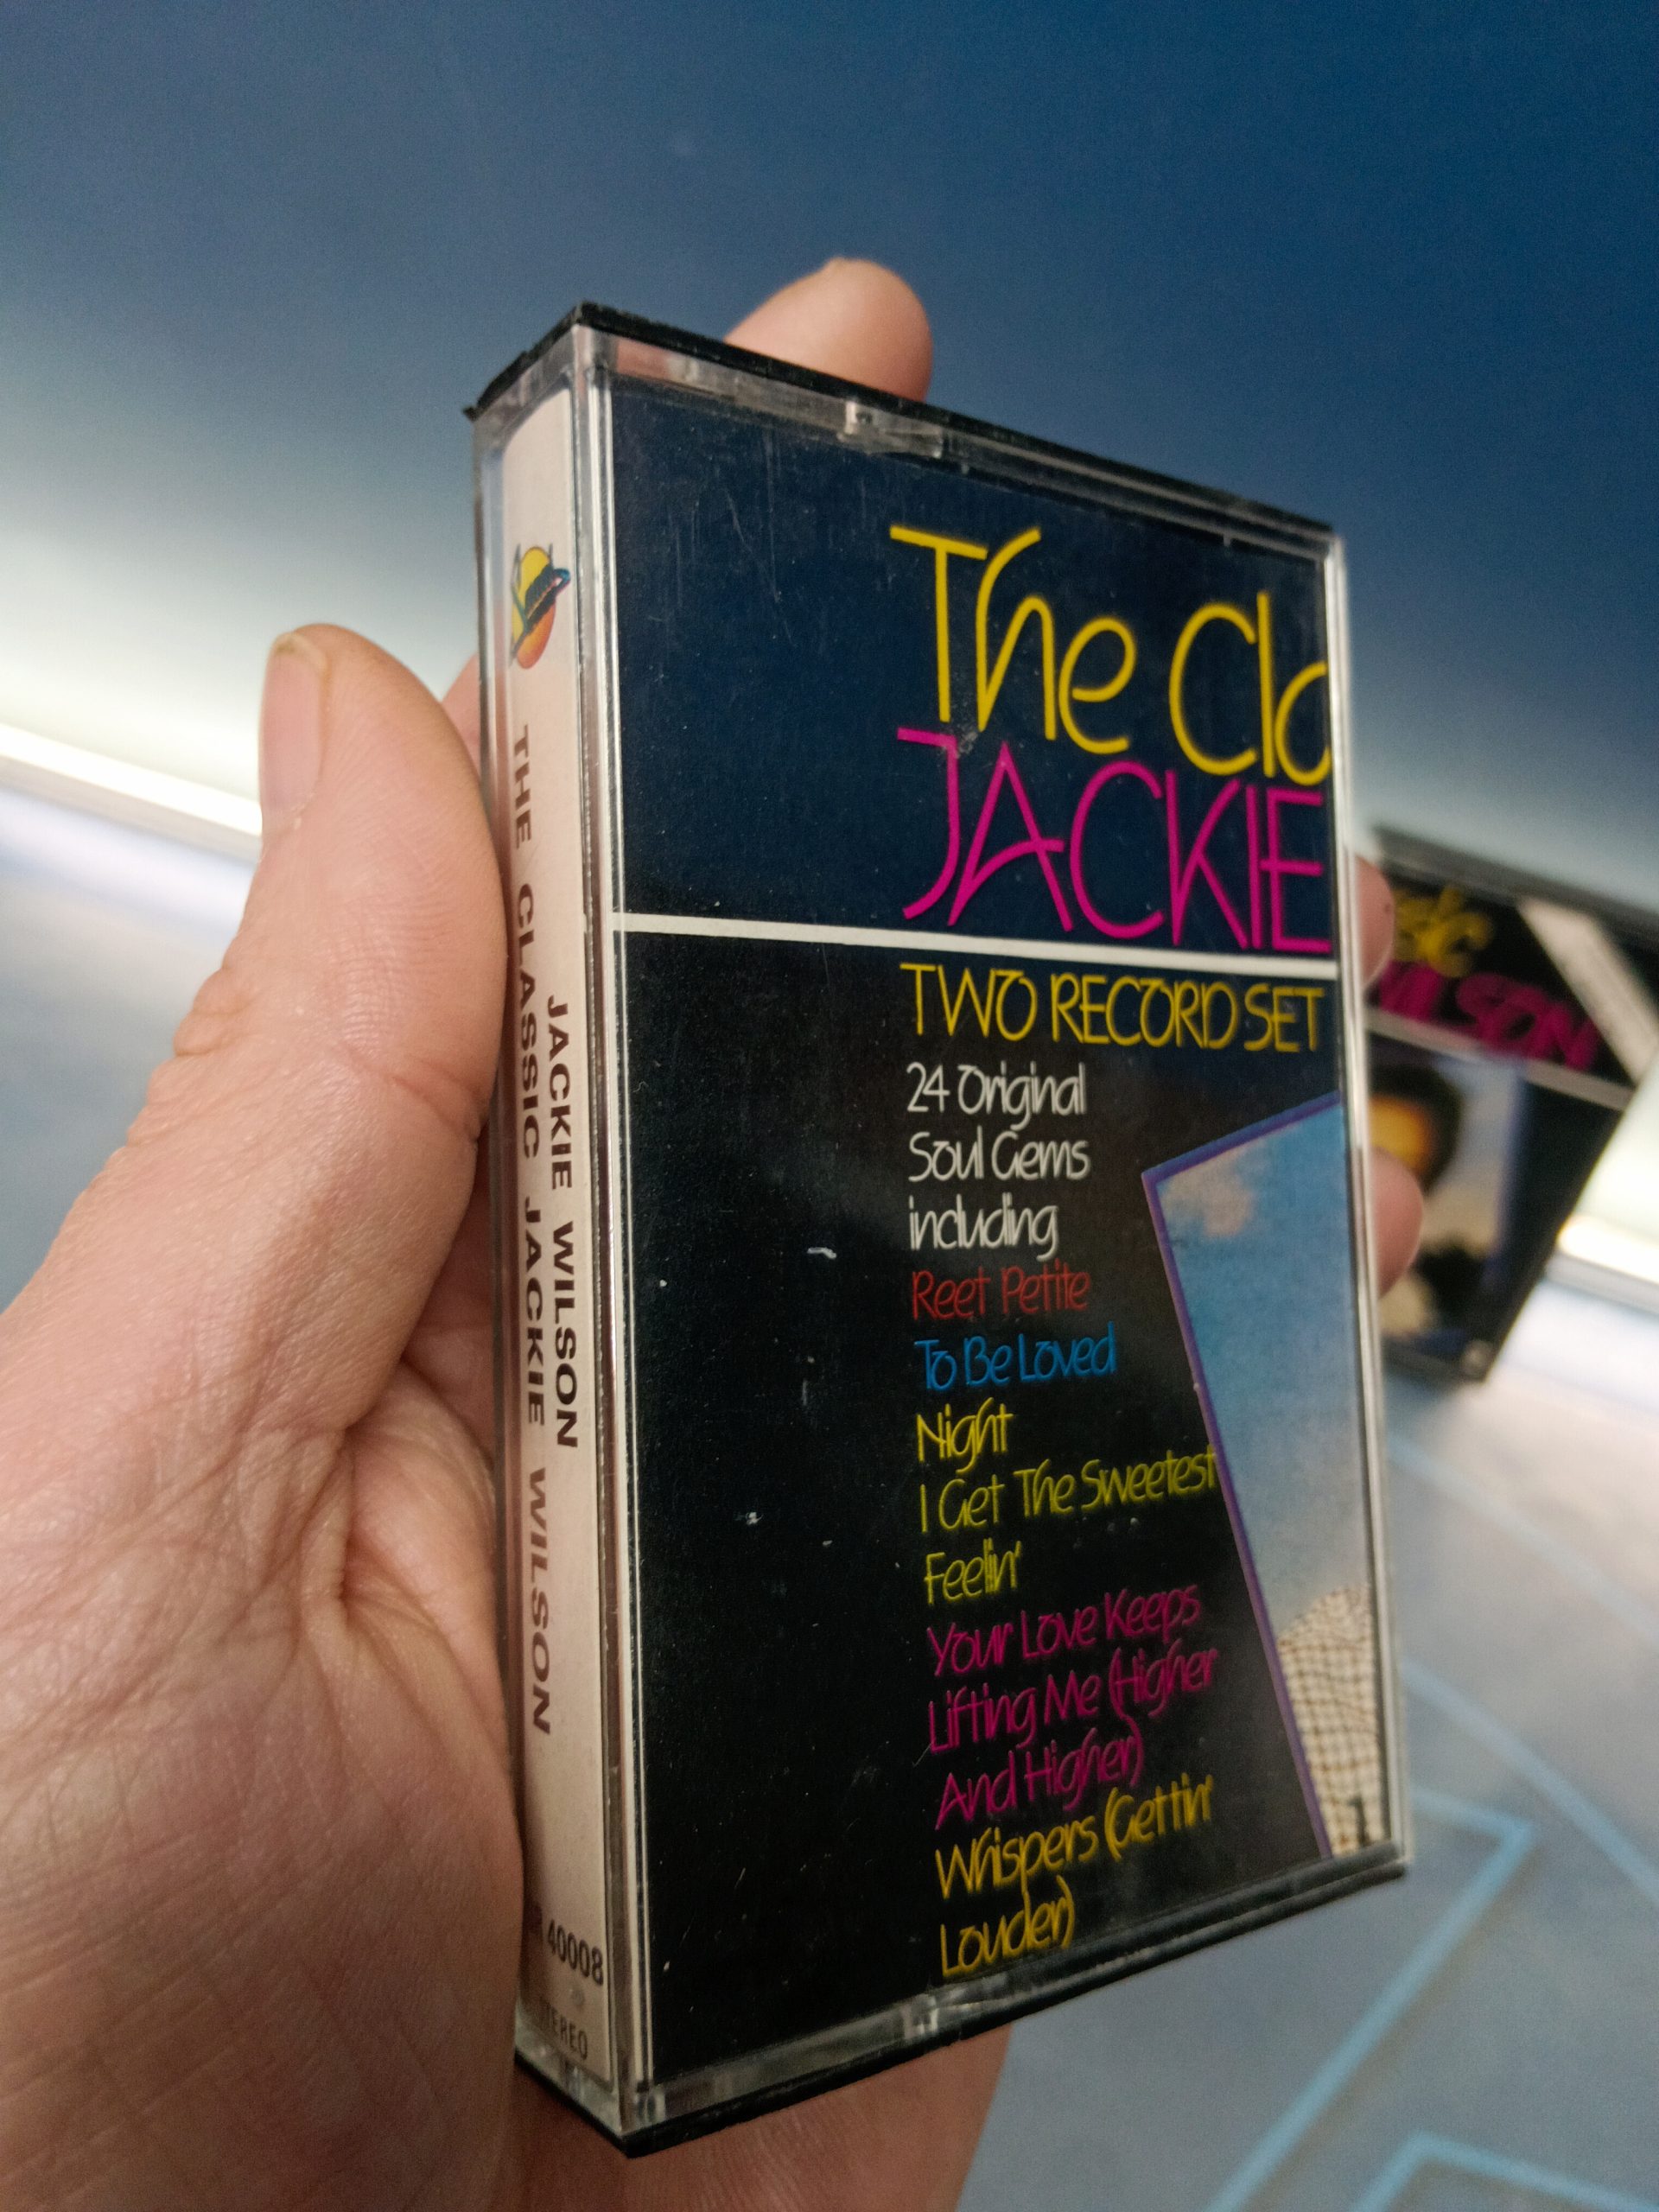 The Cla
JACKIE
TWO RECORD SET
24 Original
Soul Gems
including
Reet Petite
To Be Loved
Night
I Get The Sweetest
Feelin'
Your Love Keeps
Lifting Me (Higher
And Higher)
Whispers (Gettin'
Louder)
JACKIE WILSON
THE CLASSIC JACKIE WILSON
40008
STEREO
WILSON